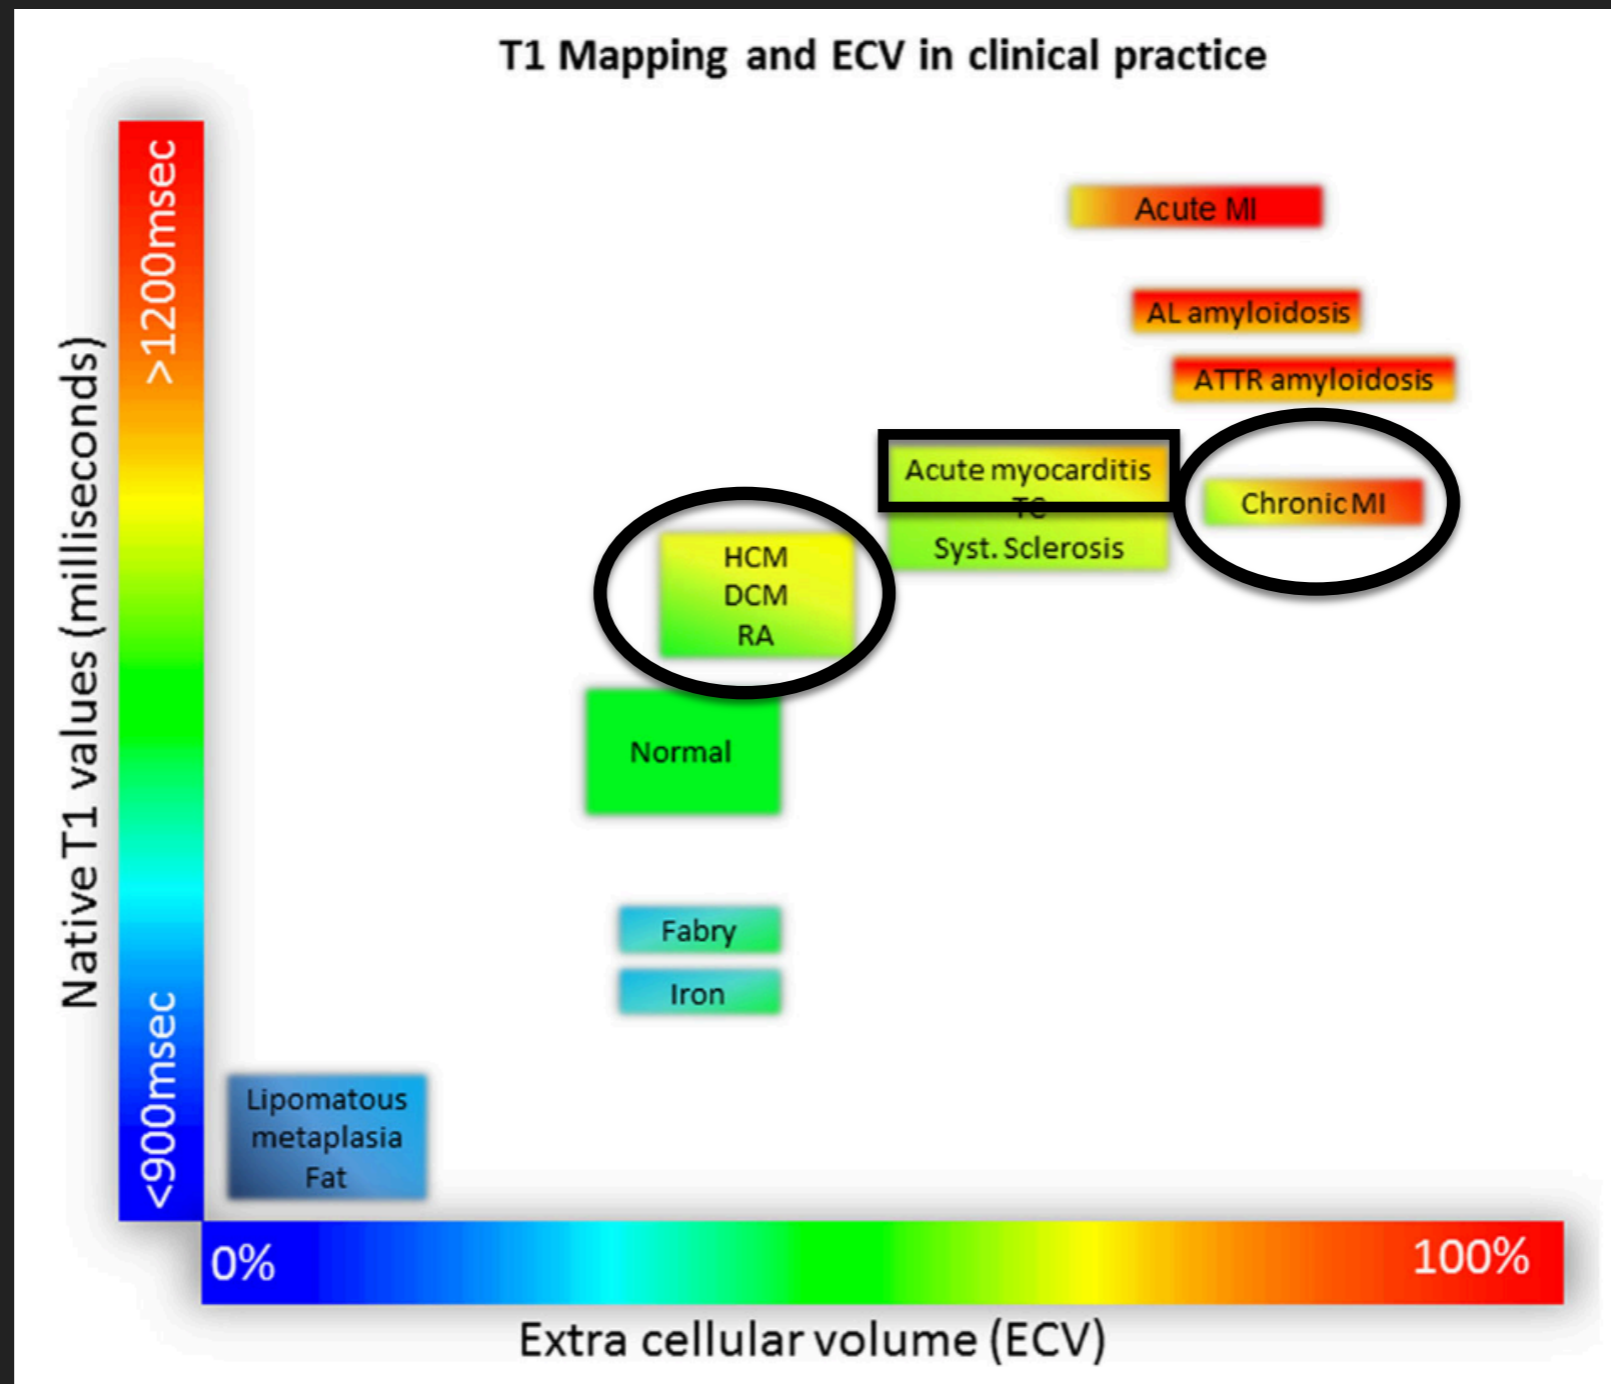 T1 Mapping and ECV in clinical practice
>1200msec
Native T1 values (milliseconds)
<900msec
Acute MI
AL amyloidosis
ATTR amyloidosis
Acute myocarditis
Chronic MI
Syst. Sclerosis
HCM
DCM
RA
Normal
Fabry
Iron
Lipomatous
metaplasia
Fat
0%
100%
Extra cellular volume (ECV)